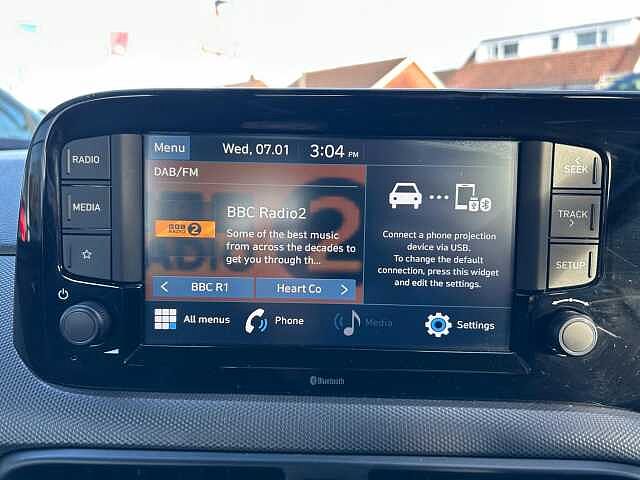 RADIO
MEDIA
Menu
Wed, 07.01
3:04 PM
DAB/FM
BBC
RADIO 2
BBC Radio2
Some of the best music
from across the decades to
get you through th...
< BBC R1
Heart Co >
Connect a phone projection
device via USB.
To change the default
connection, press this widget
and edit the settings.
All menus
Phone
Media
Settings
<
SEEK
TRACK
>
SETUP
Bluetooth